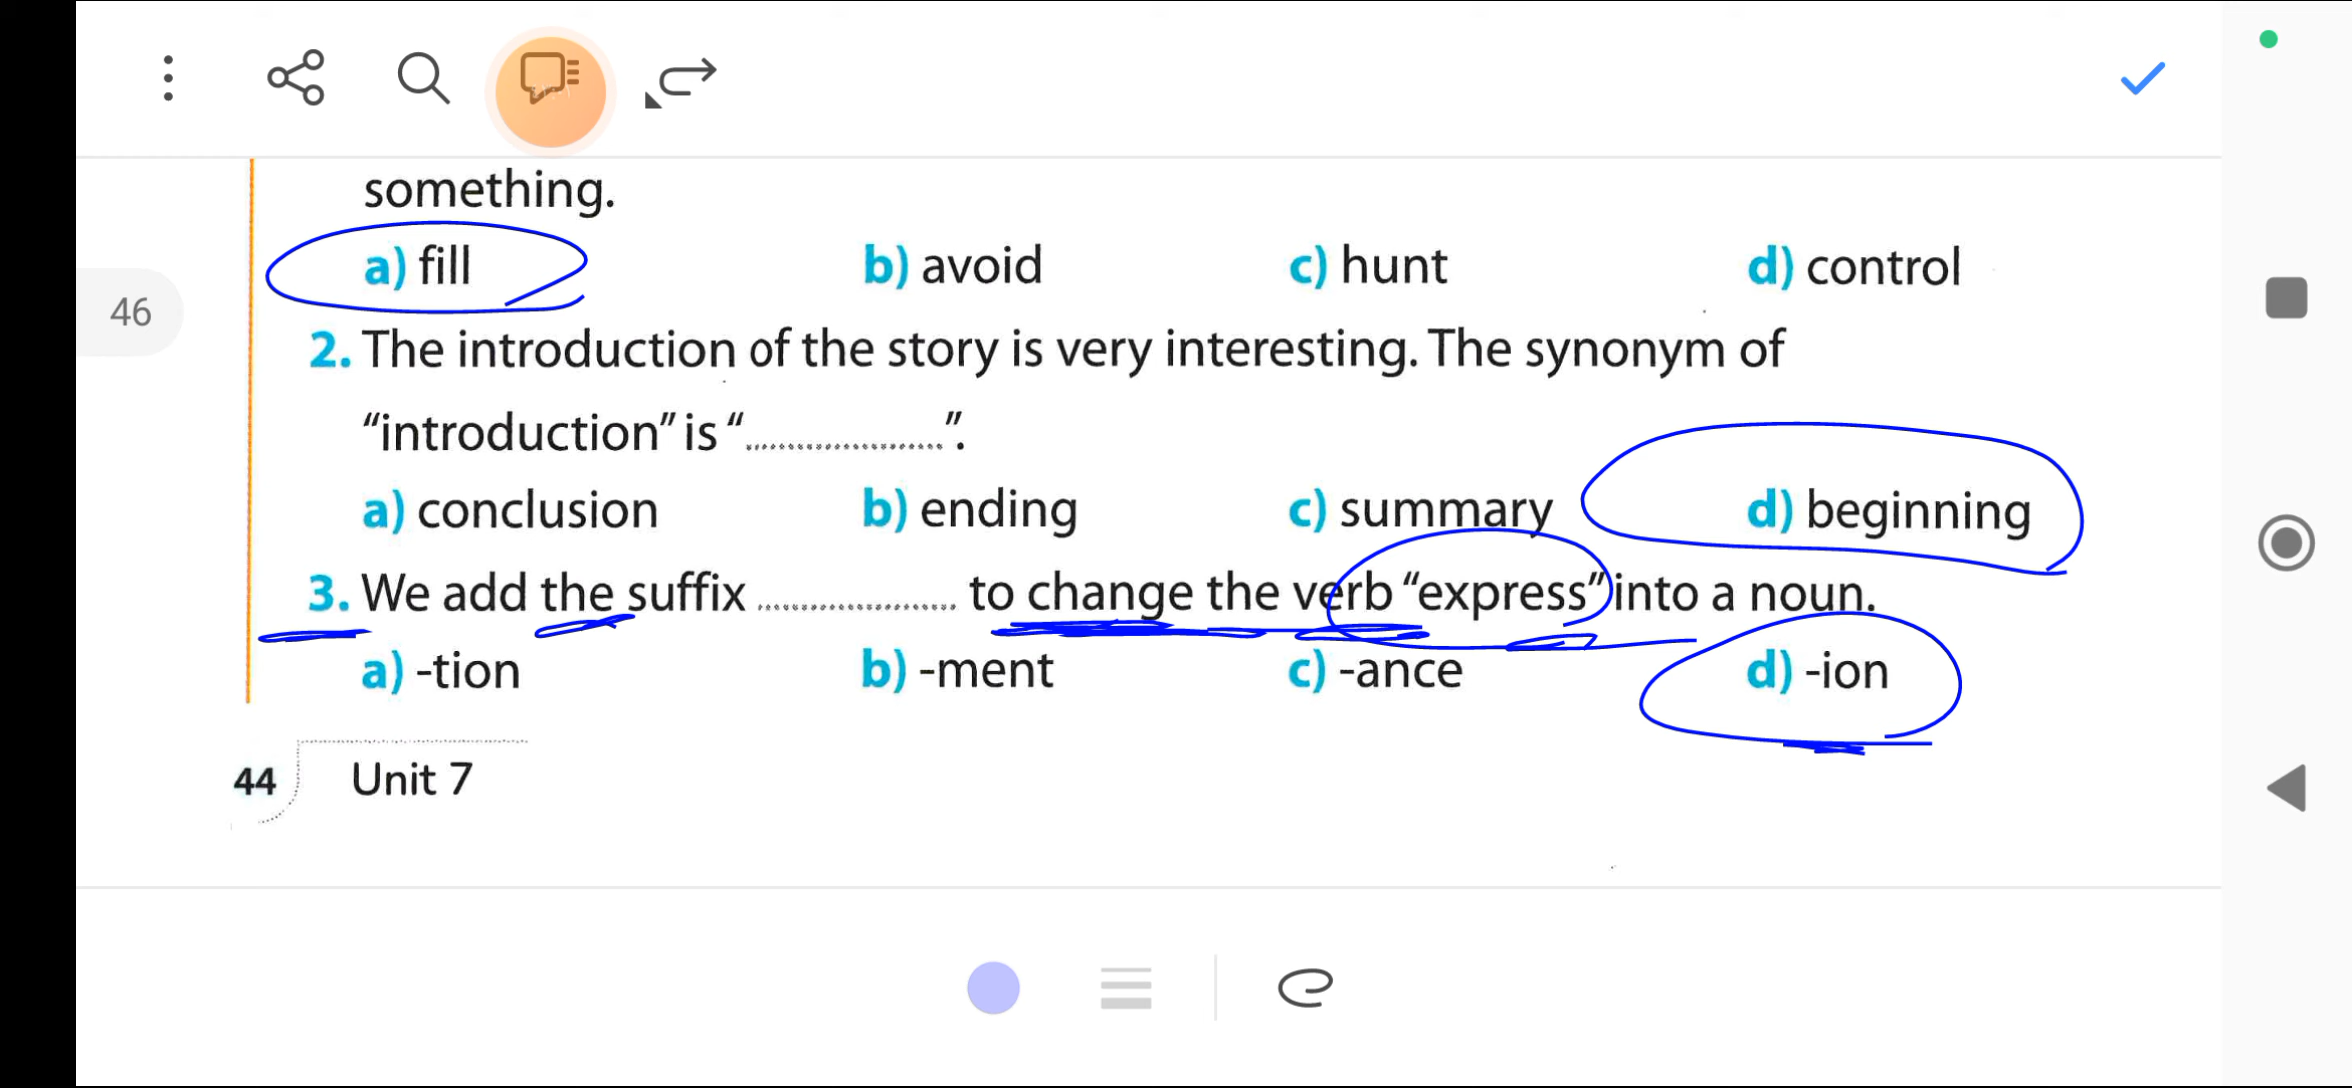 something.
a) fill b) avoid c) hunt d) control
46
2. The introduction of the story is very interesting. The synonym of
“introduction” is “....................”.
a) conclusion b) ending c) summary d) beginning
3. We add the suffix .................... to change the verb “express” into a noun.
a) -tion b) -ment c) -ance d) -ion
44 Unit 7